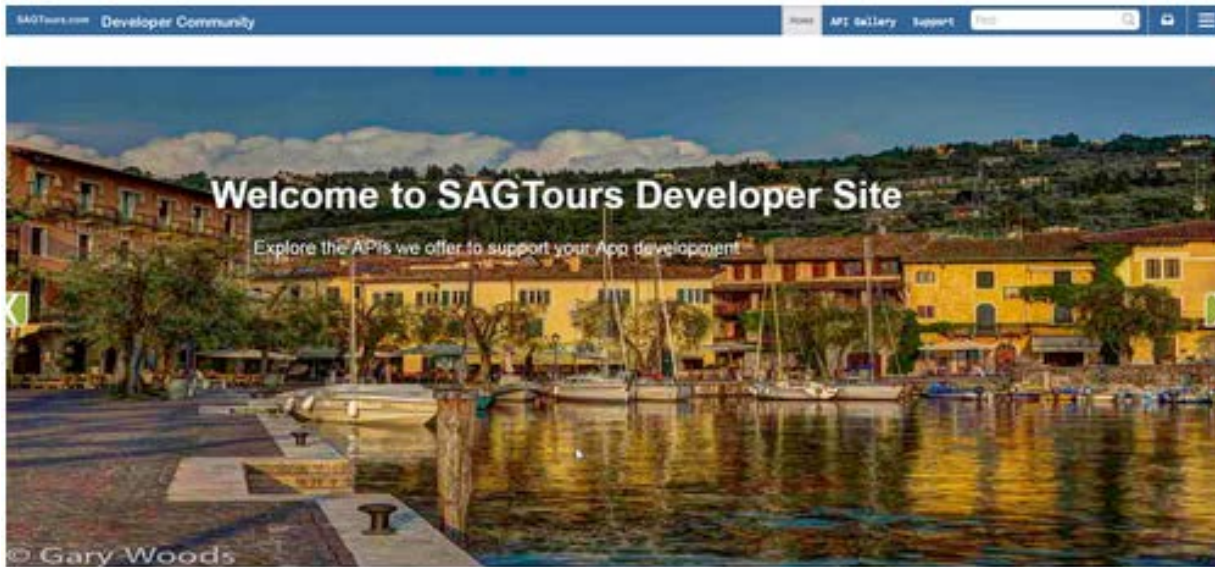 SAGTours.com Developer Community
Home API Gallery Support Find
Welcome to SAGTours Developer Site
Explore the APIs we offer to support your App development
© Gary Woods